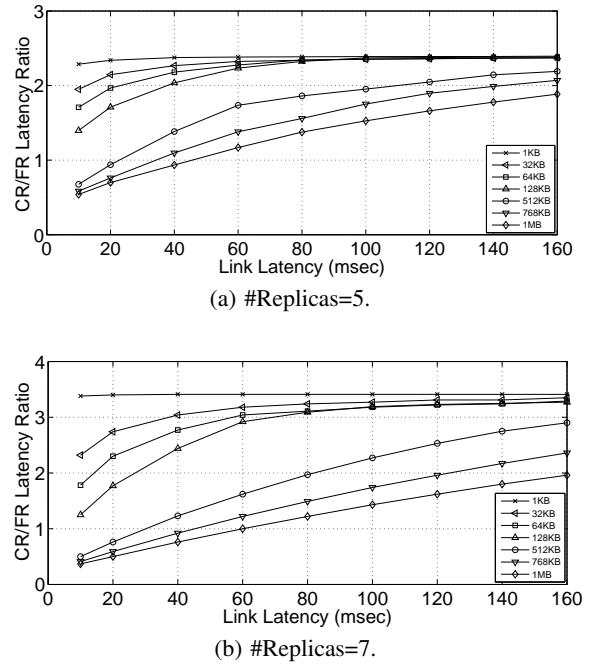 3
2
1
0
CR/FR Latency Ratio
0 20 40 60 80 100 120 140 160
Link Latency (msec)
1KB
32KB
64KB
128KB
512KB
768KB
1MB
(a) #Replicas=5.
4
3
2
1
0
CR/FR Latency Ratio
0 20 40 60 80 100 120 140 160
Link Latency (msec)
1KB
32KB
64KB
128KB
512KB
768KB
1MB
(b) #Replicas=7.